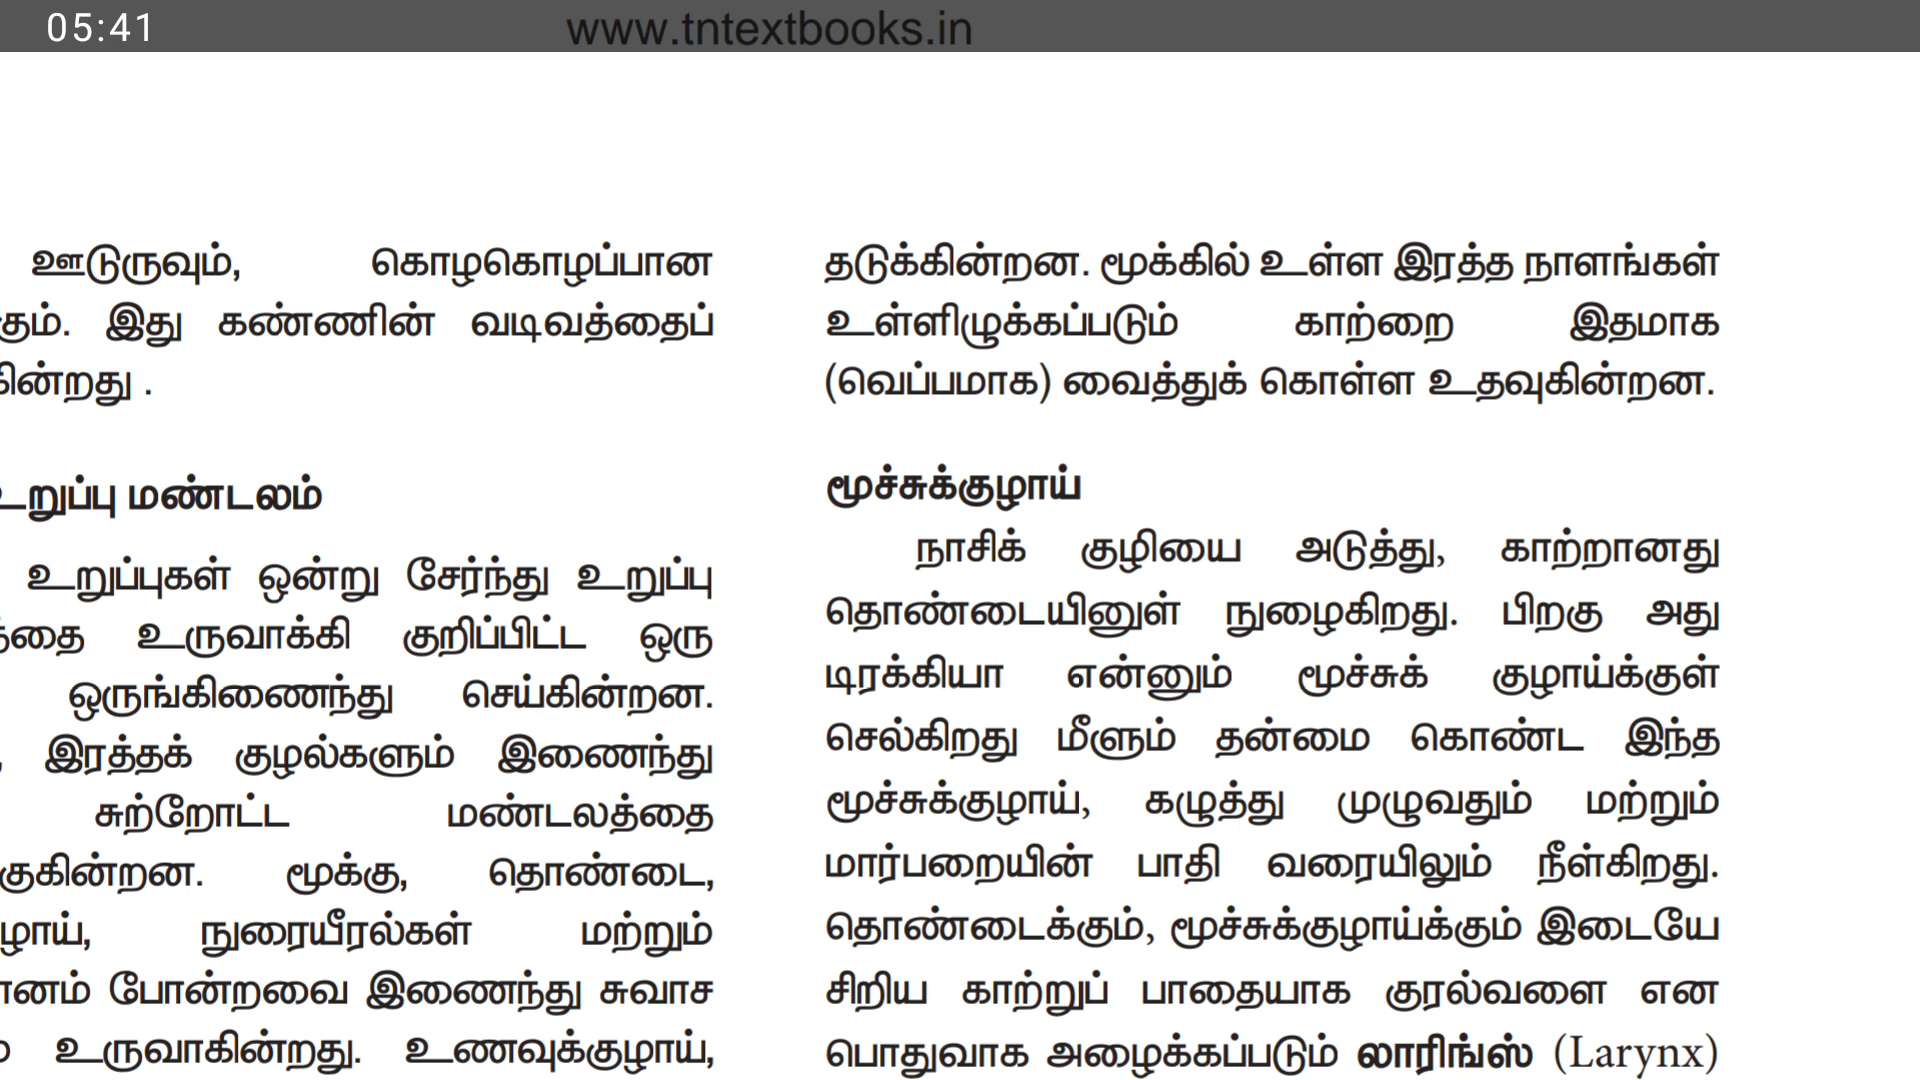 05:41
www.tntextbooks.in
ஊடுருவும், கொழகொழப்பான
இது கண்ணின் வடிவத்தைப்
.
உறுப்பு மண்டலம்
உறுப்புகள் ஒன்று சேர்ந்து உறுப்பு
உருவாக்கி குறிப்பிட்ட ஒரு
ஒருங்கிணைந்து செய்கின்றன.
இரத்தக் குழல்களும் இணைந்து
சுற்றோட்ட மண்டலத்தை
மூக்கு, தொண்டை,
நுரையீரல்கள் மற்றும்
போன்றவை இணைந்து சுவாச
உருவாகின்றது. உணவுக்குழாய்,
தடுக்கின்றன. மூக்கில் உள்ள இரத்த நாளங்கள்
உள்ளிழுக்கப்படும் காற்றை இதமாக
(வெப்பமாக) வைத்துக் கொள்ள உதவுகின்றன.
மூச்சுக்குழாய்
நாசிக் குழியை அடுத்து, காற்றானது
தொண்டையினுள் நுழைகிறது. பிறகு அது
டிரக்கியா என்னும் மூச்சுக் குழாய்க்குள்
செல்கிறது மீளும் தன்மை கொண்ட இந்த
மூச்சுக்குழாய், கழுத்து முழுவதும் மற்றும்
மார்பறையின் பாதி வரையிலும் நீள்கிறது.
தொண்டைக்கும், மூச்சுக்குழாய்க்கும் இடையே
சிறிய காற்றுப் பாதையாக குரல்வளை என
பொதுவாக அழைக்கப்படும் லாரிங்ஸ் (Larynx)